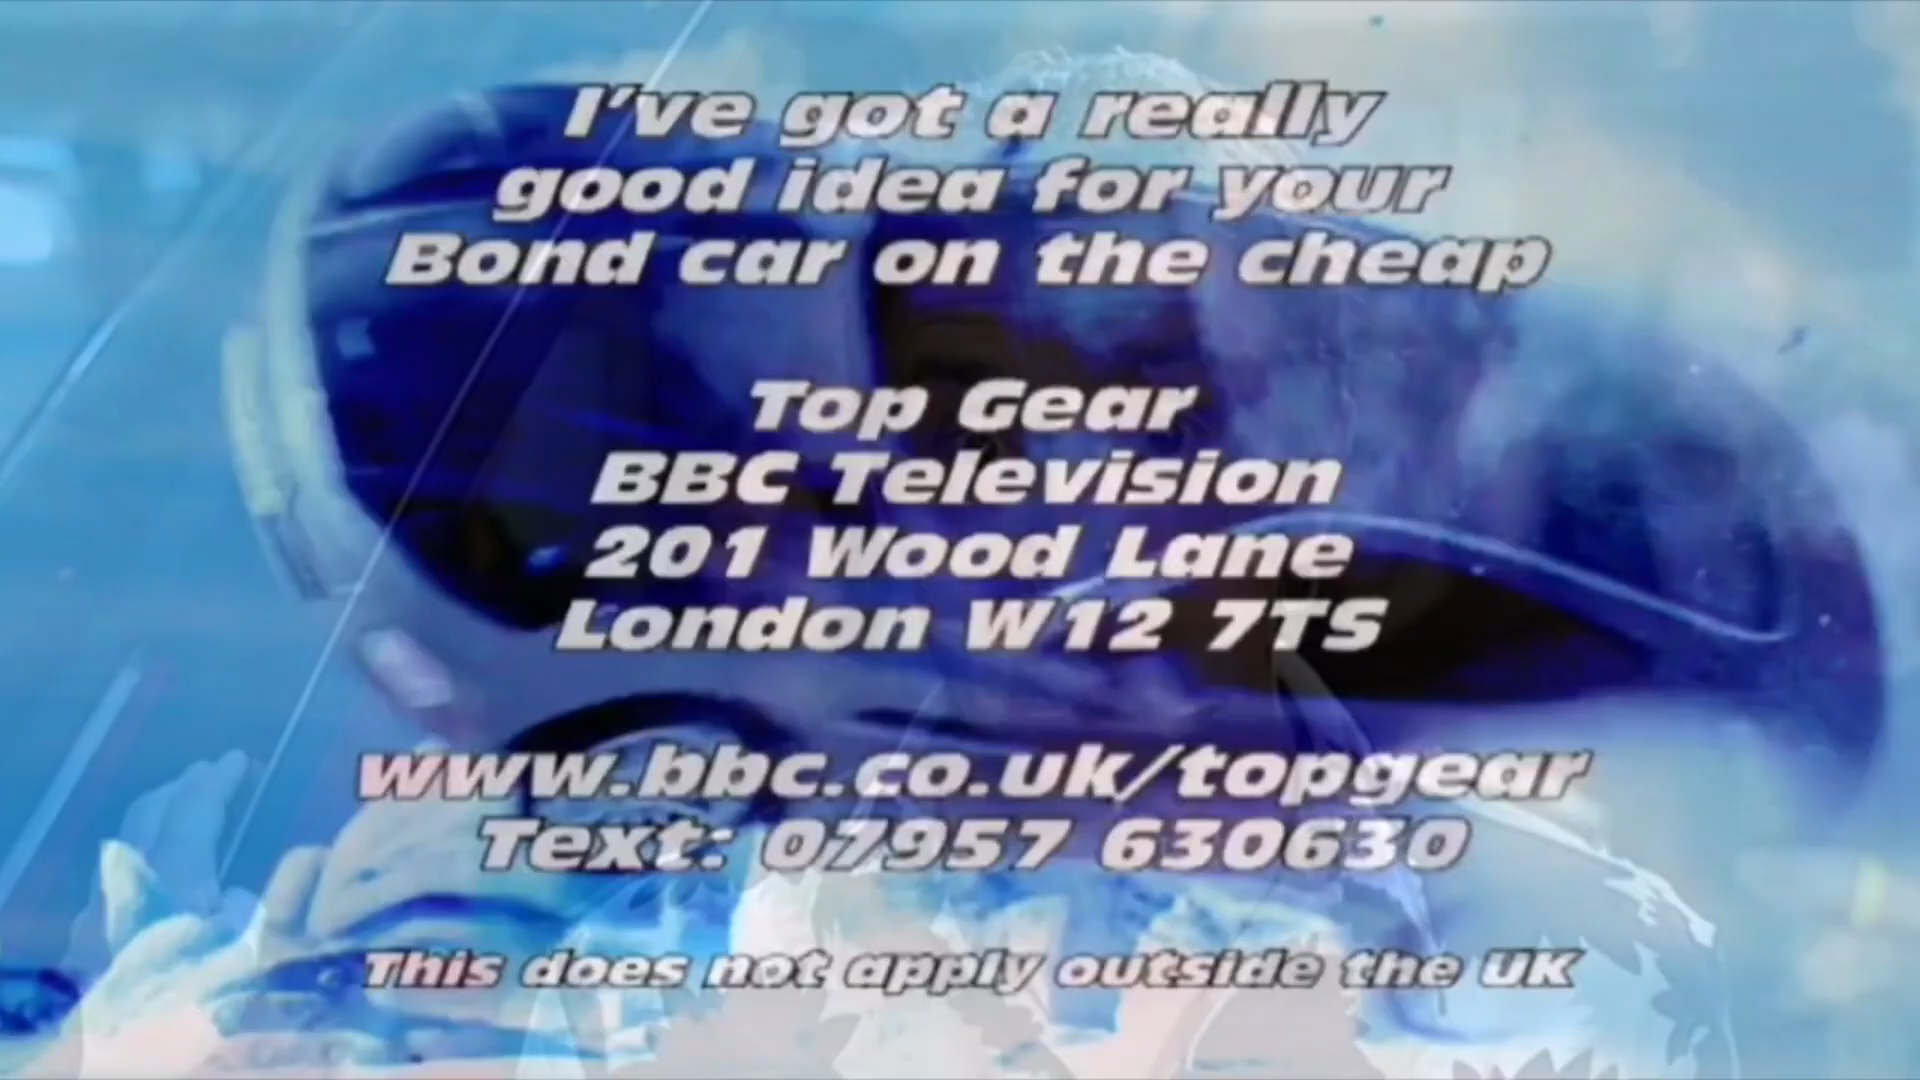 I've got a really
good idea for your
Bond car on the cheap
Top Gear
BBC Television
201 Wood Lane
London W12 7TS
www.bbc.co.uk/topgear
Text: 07957 630630
This does not apply outside the UK